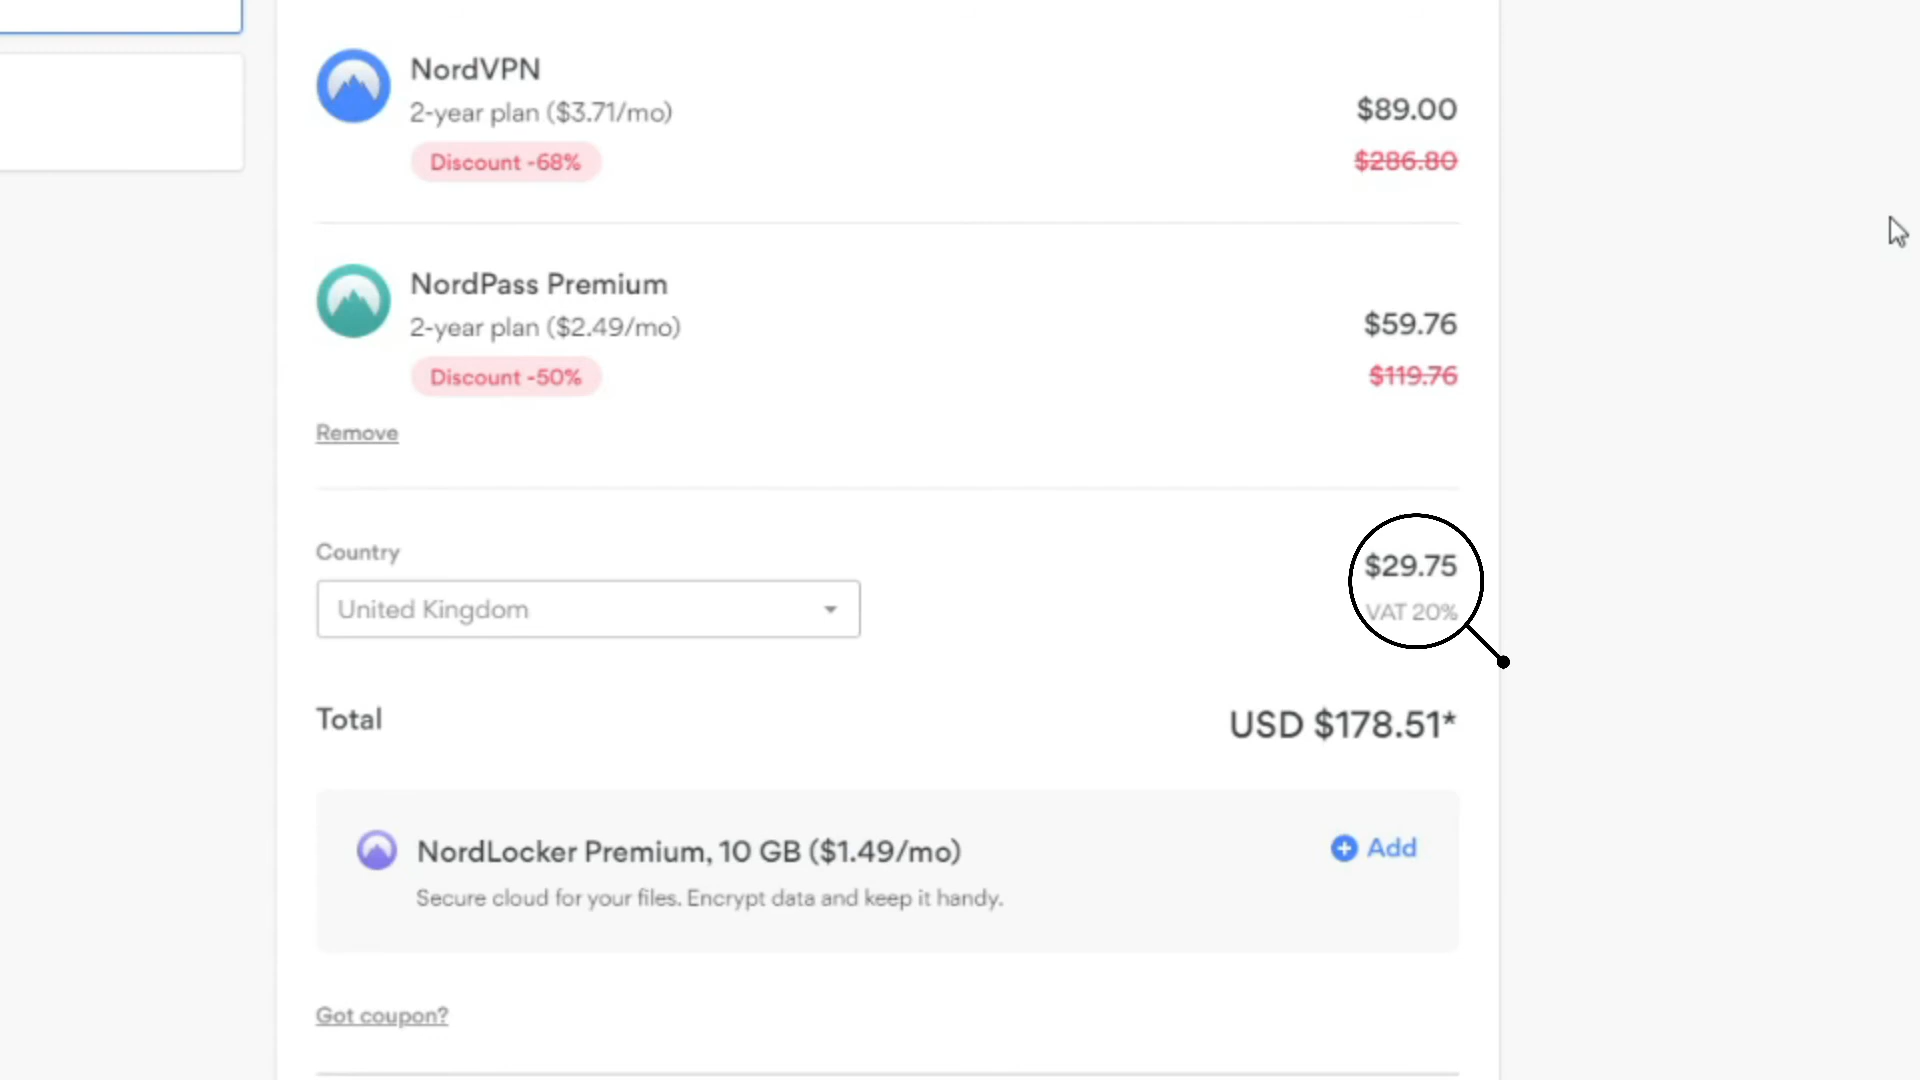 NordVPN
2-year plan ($3.71/mo)
$89.00
Discount -68%
$286.80
NordPass Premium
2-year plan ($2.49/mo)
$59.76
Discount -50%
$119.76
Remove
Country
$29.75
United Kingdom
VAT 20%
Total
USD $178.51*
NordLocker Premium, 10 GB ($1.49/mo)
Add
Secure cloud for your files. Encrypt data and keep it handy.
Got coupon?